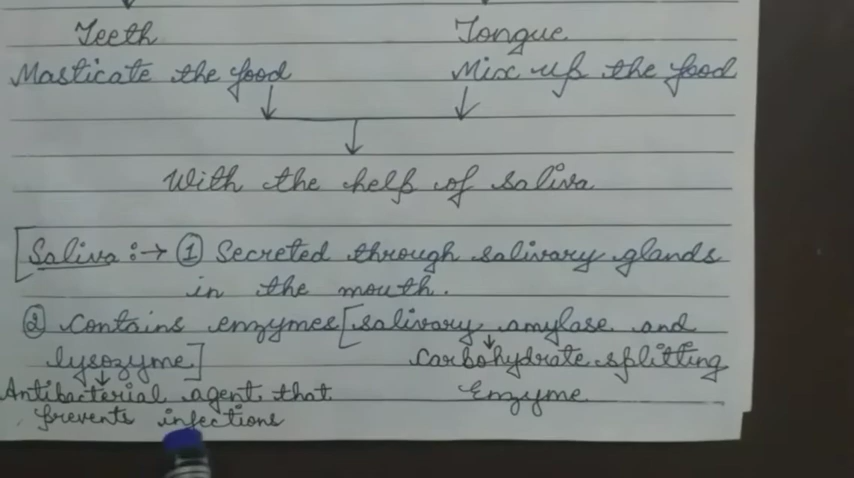 Teeth Tongue
Masticate the food Mix up the food
With the help of saliva
Saliva :→ ① Secreted through salivary glands
in the mouth.
② Contains enzymes [salivary amylase and
lysozyme] Carbohydrate splitting
Antibacterial agent that Enzyme
prevents infections